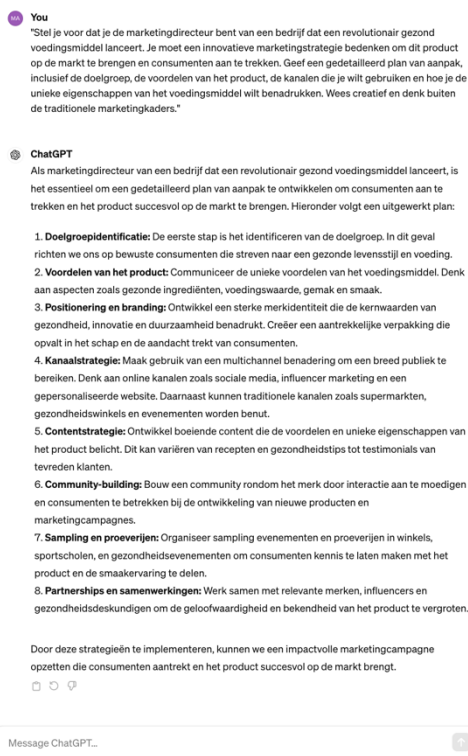 MA
You
"Stel je voor dat je de marketingdirecteur bent van een bedrijf dat een revolutionair gezond
voedingsmiddel lanceert. Je moet een innovatieve marketingstrategie bedenken om dit product
op de markt te brengen en consumenten aan te trekken. Geef een gedetailleerd plan van aanpak,
inclusief de doelgroep, de voordelen van het product, de kanalen die je wilt gebruiken en hoe je de
unieke eigenschappen van het voedingsmiddel wilt benadrukken. Wees creatief en denk buiten
de traditionele marketingkaders."
ChatGPT
Als marketingdirecteur van een bedrijf dat een revolutionair gezond voedingsmiddel lanceert, is
het essentieel om een gedetailleerd plan van aanpak te ontwikkelen om consumenten aan te
trekken en het product succesvol op de markt te brengen. Hieronder volgt een uitgewerkt plan:
1. Doelgroepidentificatie: De eerste stap is het identificeren van de doelgroep. In dit geval
richten we ons op bewuste consumenten die streven naar een gezonde levensstijl en voeding.
2. Voordelen van het product: Communiceer de unieke voordelen van het voedingsmiddel. Denk
aan aspecten zoals gezonde ingrediënten, voedingswaarde, gemak en smaak.
3. Positionering en branding: Ontwikkel een sterke merkidentiteit die de kernwaarden van
gezondheid, innovatie en duurzaamheid benadrukt. Creëer een aantrekkelijke verpakking die
opvalt in het schap en de aandacht trekt van consumenten.
4. Kanaalstrategie: Maak gebruik van een multichannel benadering om een breed publiek te
bereiken. Denk aan online kanalen zoals sociale media, influencer marketing en een
gepersonaliseerde website. Daarnaast kunnen traditionele kanalen zoals supermarkten,
gezondheidswinkels en evenementen worden benut.
5. Contentstrategie: Ontwikkel boeiende content die de voordelen en unieke eigenschappen van
het product belicht. Dit kan variëren van recepten en gezondheidstips tot testimonials van
tevreden klanten.
6. Community-building: Bouw een community rondom het merk door interactie aan te moedigen
en consumenten te betrekken bij de ontwikkeling van nieuwe producten en
marketingcampagnes.
7. Sampling en proeverijen: Organiseer sampling evenementen en proeverijen in winkels,
sportscholen, en gezondheidsevenementen om consumenten kennis te laten maken met het
product en de smaakervaring te delen.
8. Partnerships en samenwerkingen: Werk samen met relevante merken, influencers en
gezondheidsdeskundigen om de geloofwaardigheid en bekendheid van het product te vergroten.
Door deze strategieën te implementeren, kunnen we een impactvolle marketingcampagne
opzetten die consumenten aantrekt en het product succesvol op de markt brengt.
Message ChatGPT...